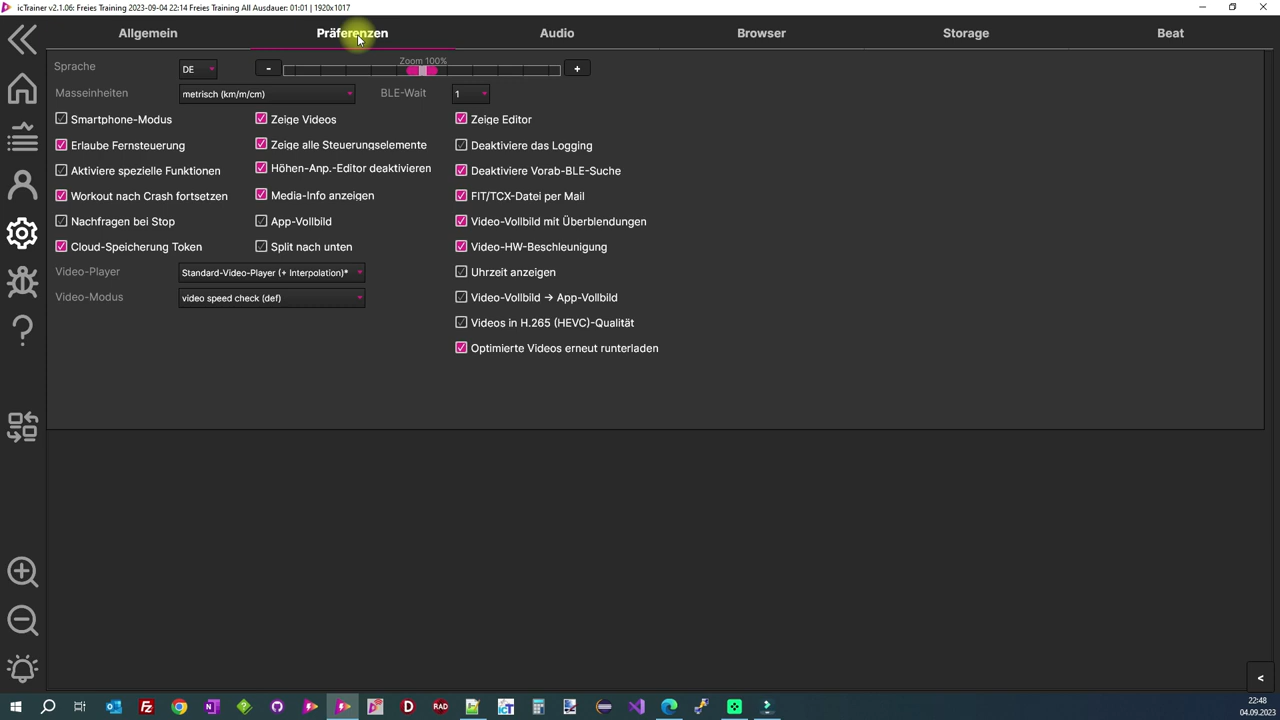 icTrainer v2.1.06: Freies Training 2023-09-04 22:14 Freies Training All Ausdauer: 01:01 | 1920x1017
Allgemein Präferenzen Audio Browser Storage Beat
Sprache DE - Zoom 100% +
Masseinheiten metrisch (km/m/cm) BLE-Wait 1
Smartphone-Modus Zeige Videos Zeige Editor
Erlaube Fernsteuerung Zeige alle Steuerungselemente Deaktiviere das Logging
Aktiviere spezielle Funktionen Höhen-Anp.-Editor deaktivieren Deaktiviere Vorab-BLE-Suche
Workout nach Crash fortsetzen Media-Info anzeigen FIT/TCX-Datei per Mail
Nachfragen bei Stop App-Vollbild Video-Vollbild mit Überblendungen
Cloud-Speicherung Token Split nach unten Video-HW-Beschleunigung
Video-Player Standard-Video-Player (+ Interpolation)* Uhrzeit anzeigen
Video-Modus video speed check (def) Video-Vollbild → App-Vollbild
Videos in H.265 (HEVC)-Qualität
Optimierte Videos erneut runterladen
<
22:48
04.09.2023